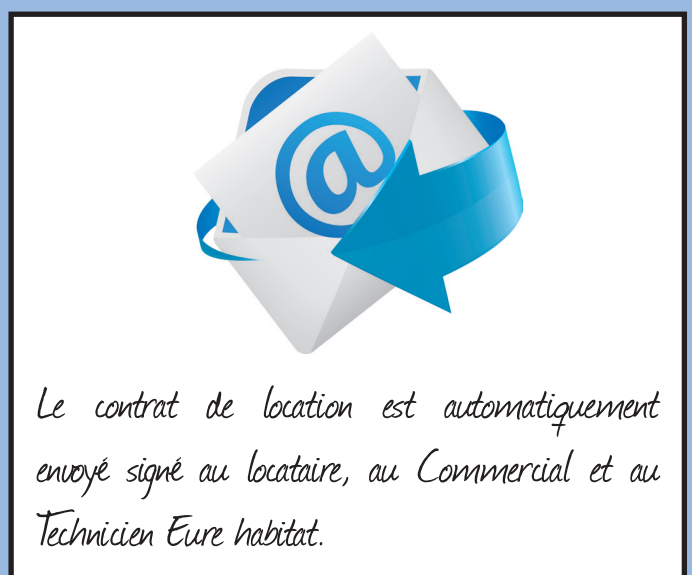 @
Le contrat de location est automatiquement
envoyé signé au locataire, au Commercial et au
Technicien Eure habitat.